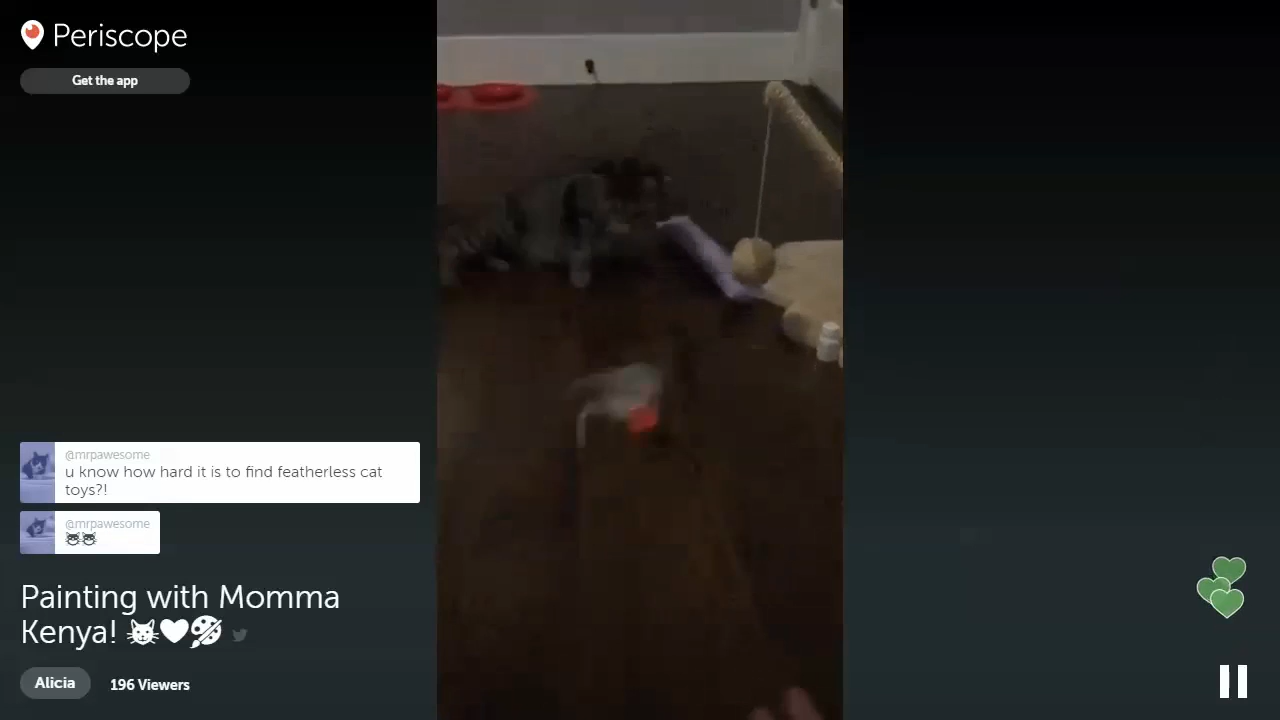 Periscope
Get the app
@mrpawesome
u know how hard it is to find featherless cat
toys?!
@mrpawesome
Painting with Momma
Kenya!
Alicia
196 Viewers